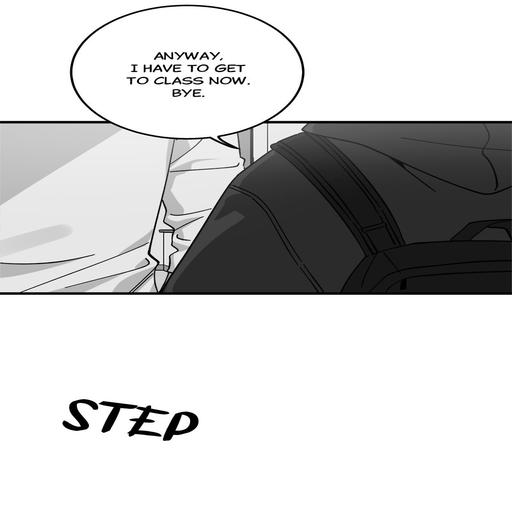 ANYWAY,
I HAVE TO GET
TO CLASS NOW.
BYE.
STEP